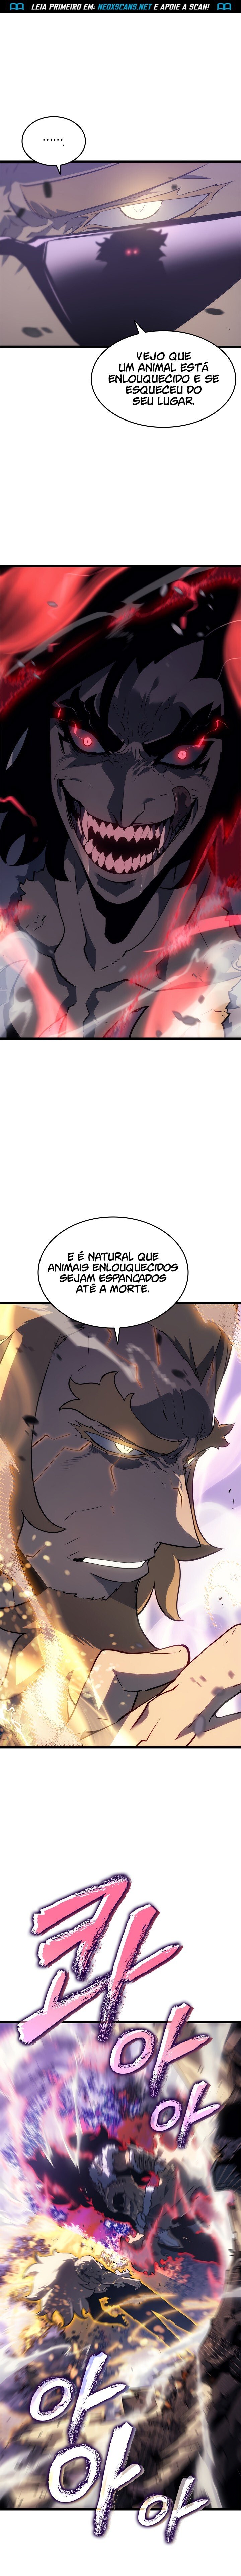 LEIA PRIMEIRO EM: NEOXSCANS.NET E APOIE A SCAN!
.......
VEJO QUE
UM ANIMAL ESTÁ
ENLOUQUECIDO E SE
ESQUECEU DO
SEU LUGAR.
E É NATURAL QUE
ANIMAIS ENLOUQUECIDOS
SEJAM ESPANCADOS
ATÉ A MORTE.
콰
아
아
아
아
아